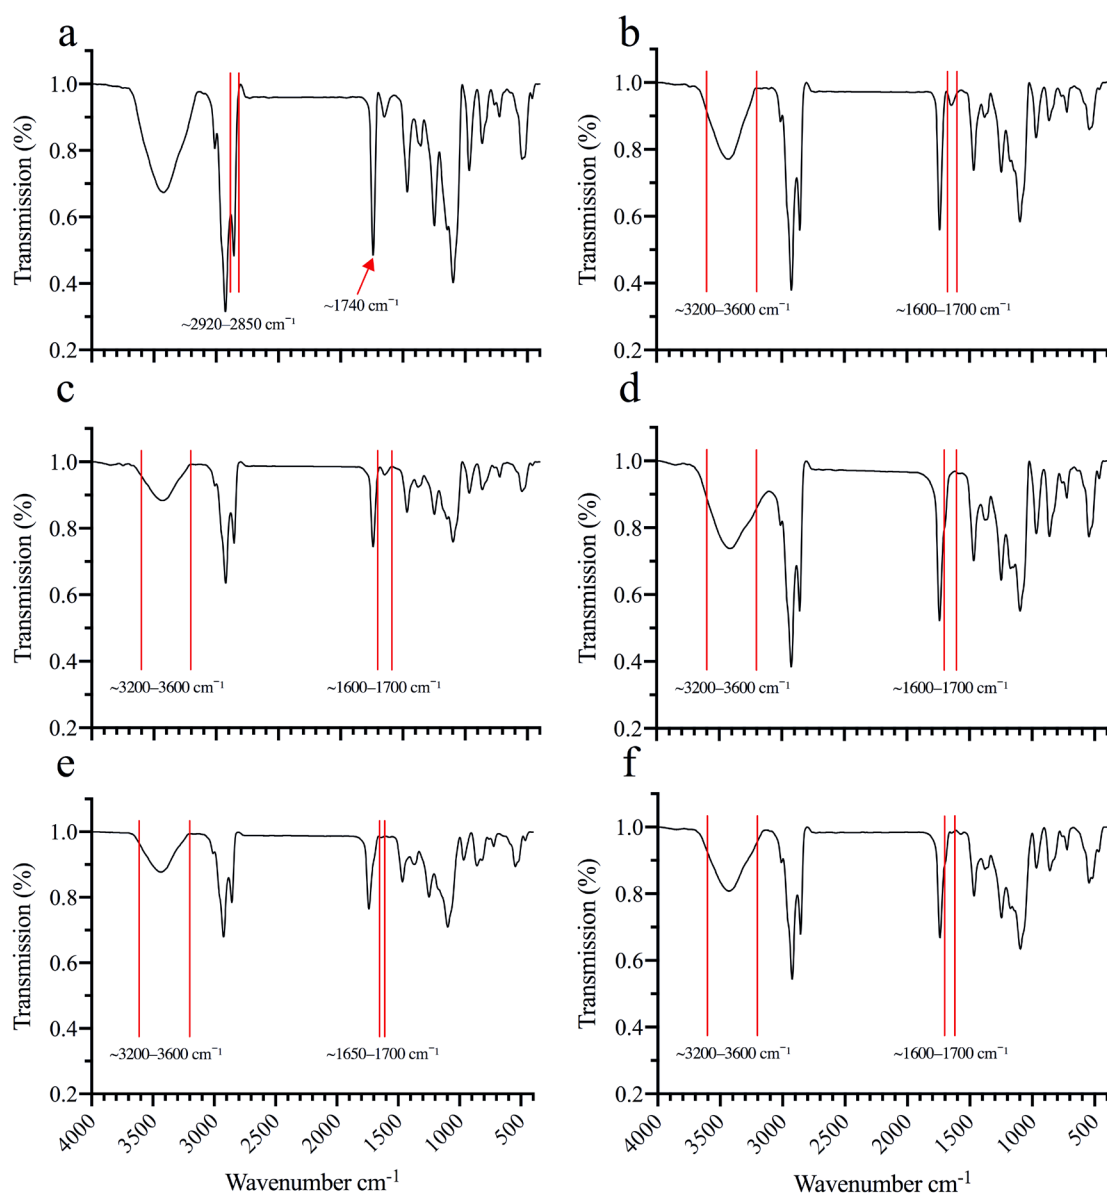 a
b
1.0
0.8
0.6
0.4
0.2
Transmission (%)
~2920–2850 cm⁻¹
~1740 cm⁻¹
1.0
0.8
0.6
0.4
0.2
Transmission (%)
~3200–3600 cm⁻¹
~1600–1700 cm⁻¹
c
d
1.0
0.8
0.6
0.4
0.2
Transmission (%)
~3200–3600 cm⁻¹
~1600–1700 cm⁻¹
1.0
0.8
0.6
0.4
0.2
Transmission (%)
~3200–3600 cm⁻¹
~1600–1700 cm⁻¹
e
f
1.0
0.8
0.6
0.4
0.2
Transmission (%)
~3200–3600 cm⁻¹
~1650–1700 cm⁻¹
4000 3500 3000 2500 2000 1500 1000 500
Wavenumber cm⁻¹
1.0
0.8
0.6
0.4
0.2
Transmission (%)
~3200–3600 cm⁻¹
~1600–1700 cm⁻¹
4000 3500 3000 2500 2000 1500 1000 500
Wavenumber cm⁻¹